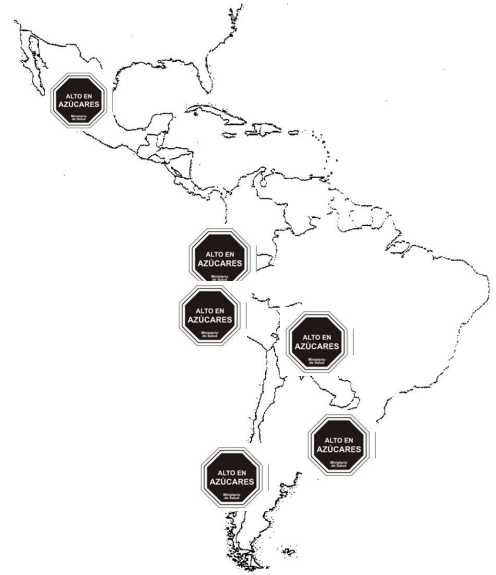 ALTO EN
AZÚCARES
Ministerio
de Salud
ALTO EN
AZÚCARES
Ministerio
de Salud
ALTO EN
AZÚCARES
Ministerio
de Salud
ALTO EN
AZÚCARES
Ministerio
de Salud
ALTO EN
AZÚCARES
Ministerio
de Salud
ALTO EN
AZÚCARES
Ministerio
de Salud